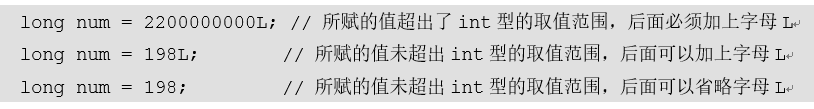 long num = 2200000000L; // 所赋的值超出了 int 型的取值范围，后面必须加上字母 L
long num = 198L; // 所赋的值未超出 int 型的取值范围，后面可以加上字母 L
long num = 198; // 所赋的值未超出 int 型的取值范围，后面可以省略字母 L